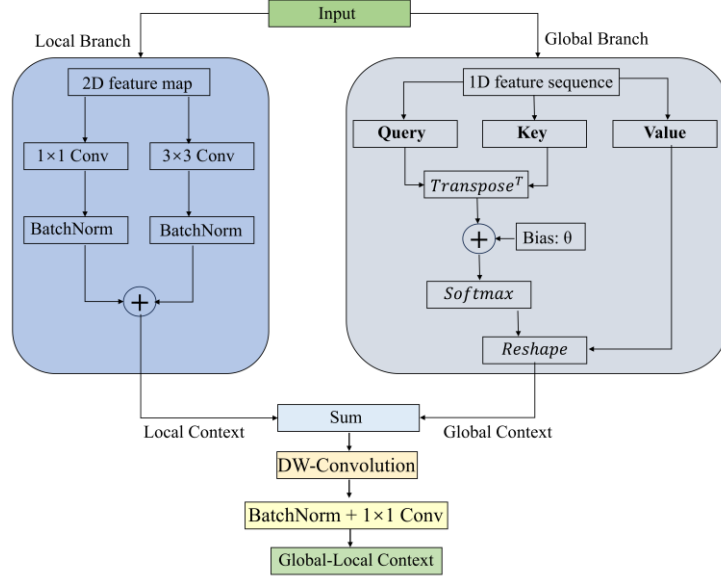 Input
Local Branch
Global Branch
2D feature map
1×1 Conv
3×3 Conv
BatchNorm
BatchNorm
+
1D feature sequence
Query
Key
Value
Transpose^T
+
Bias: θ
Softmax
Reshape
Local Context
Sum
Global Context
DW-Convolution
BatchNorm + 1×1 Conv
Global-Local Context